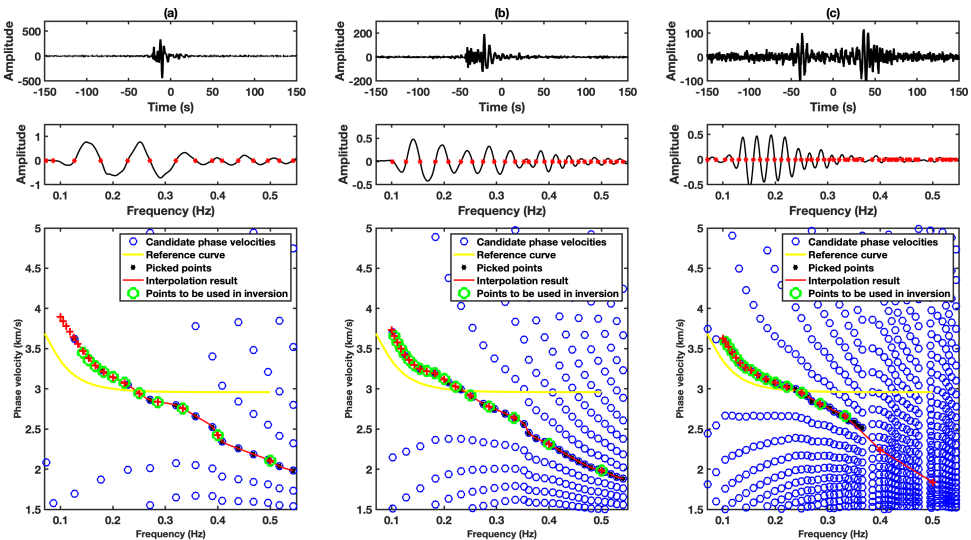 (a)
(b)
(c)
Amplitude
500
0
-500
-150 -100 -50 0 50 100 150
Time (s)
Amplitude
200
0
-200
-150 -100 -50 0 50 100 150
Time (s)
Amplitude
100
0
-100
-150 -100 -50 0 50 100 150
Time (s)
Amplitude
1
0
-1
0.1 0.2 0.3 0.4 0.5
Frequency (Hz)
Amplitude
0.5
0
-0.5
0.1 0.2 0.3 0.4 0.5
Frequency (Hz)
Amplitude
0.5
0
-0.5
0.1 0.2 0.3 0.4 0.5
Frequency (Hz)
Phase velocity (km/s)
5
4.5
4
3.5
3
2.5
2
1.5
Candidate phase velocities
Reference curve
Picked points
Interpolation result
Points to be used in inversion
0.1 0.2 0.3 0.4 0.5
Frequency (Hz)
Phase velocity (km/s)
5
4.5
4
3.5
3
2.5
2
1.5
Candidate phase velocities
Reference curve
Picked points
Interpolation result
Points to be used in inversion
0.1 0.2 0.3 0.4 0.5
Frequency (Hz)
Phase velocity (km/s)
5
4.5
4
3.5
3
2.5
2
1.5
Candidate phase velocities
Reference curve
Picked points
Interpolation result
Points to be used in inversion
0.1 0.2 0.3 0.4 0.5
Frequency (Hz)